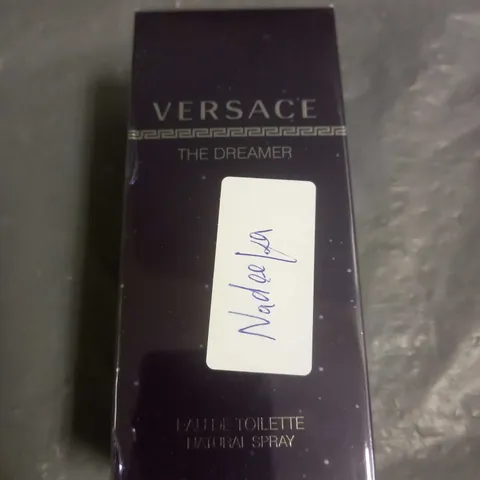 VERSACE
THE DREAMER
Nadeeka
EAU DE TOILETTE
NATURAL SPRAY